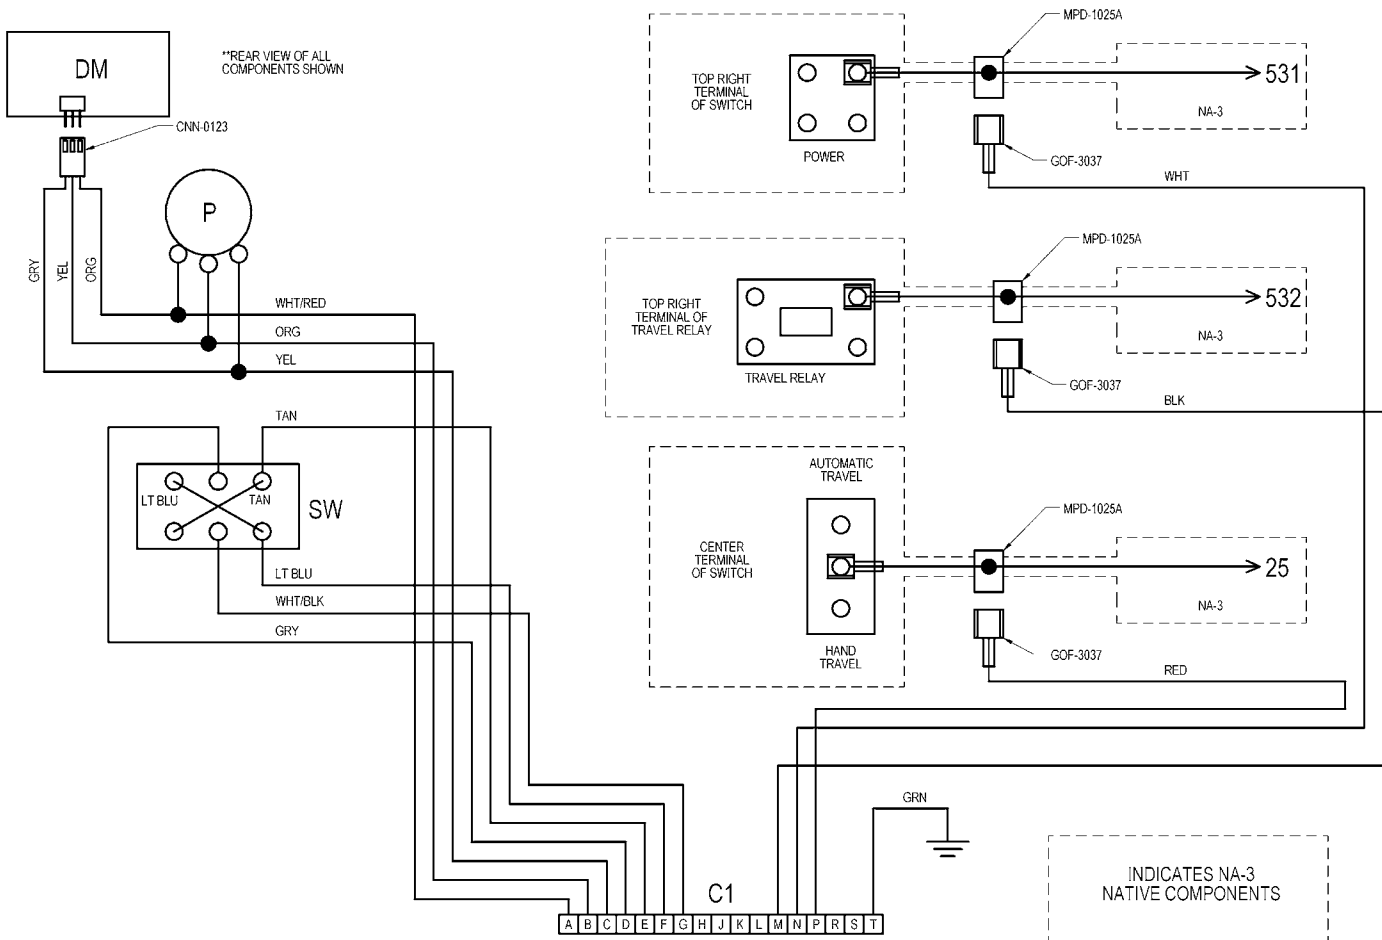 DM
**REAR VIEW OF ALL
COMPONENTS SHOWN
CNN-0123
P
GRY
YEL
ORG
WHT/RED
ORG
YEL
TAN
LT BLU
TAN
SW
LT BLU
WHT/BLK
GRY
TOP RIGHT
TERMINAL
OF SWITCH
POWER
MPD-1025A
531
NA-3
GOF-3037
WHT
TOP RIGHT
TERMINAL OF
TRAVEL RELAY
TRAVEL RELAY
MPD-1025A
532
NA-3
GOF-3037
BLK
AUTOMATIC
TRAVEL
CENTER
TERMINAL
OF SWITCH
HAND
TRAVEL
MPD-1025A
25
NA-3
GOF-3037
RED
GRN
C1
A B C D E F G H J K L M N P R S T
INDICATES NA-3
NATIVE COMPONENTS